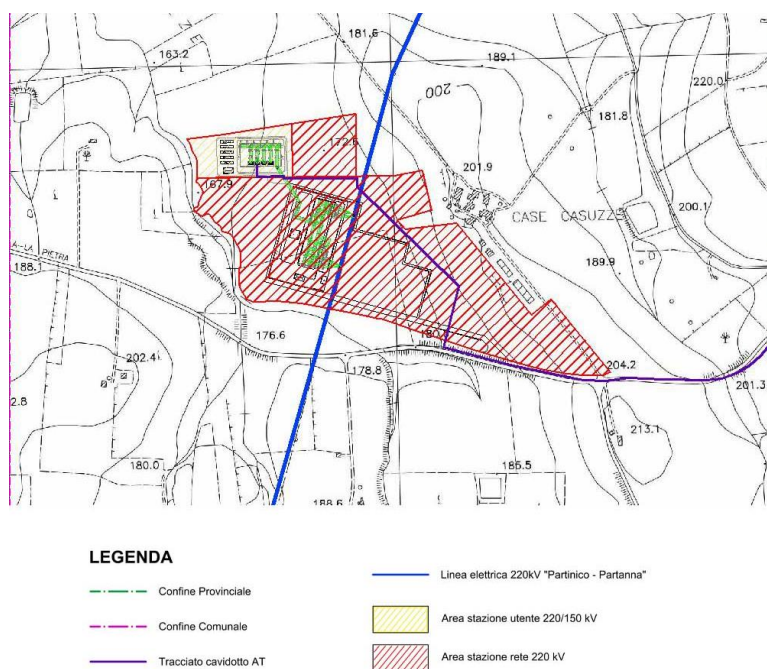 181.6
163.2
189.1
200
220.0
181.8
172.8
201.9
167.9
CASE CASUZZE
200.1
A-LA PIETRA
188.1
189.9
176.6
180.
202.4
178.8
204.2
201.3
2.8
213.1
180.0
185.5
188.6
LEGENDA
Confine Provinciale
Linea elettrica 220kV "Partinico - Partanna"
Confine Comunale
Area stazione utente 220/150 kV
Tracciato cavidotto AT
Area stazione rete 220 kV